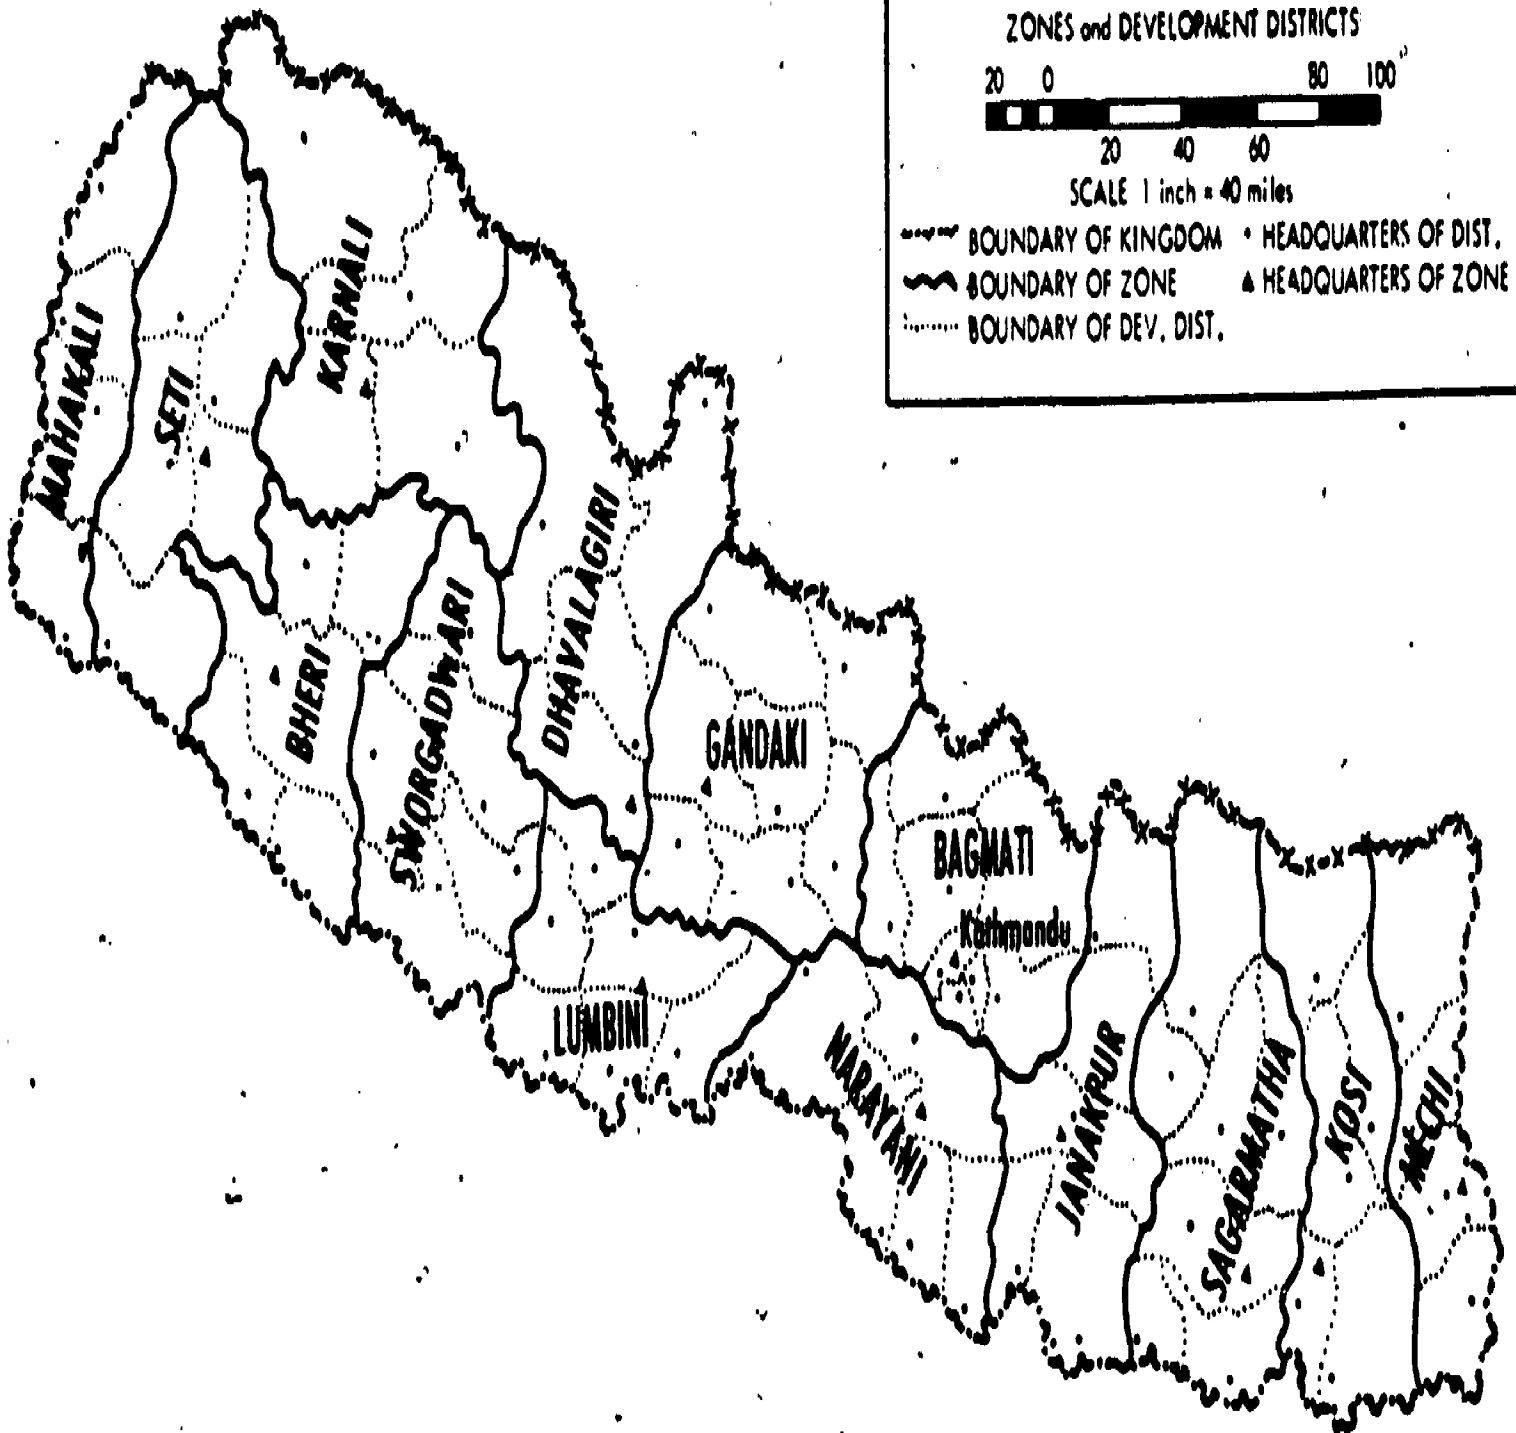 ZONES and DEVELOPMENT DISTRICTS
20 0 80 100
20 40 60
SCALE 1 inch = 40 miles
BOUNDARY OF KINGDOM
HEADQUARTERS OF DIST.
BOUNDARY OF ZONE
HEADQUARTERS OF ZONE
BOUNDARY OF DEV. DIST.
MAHAKALI
SETI
KARNALI
BHERI
SWORGADWARI
DHAVALAGIRI
GANDAKI
LUMBINI
BAGMATI
Kathmandu
NARAYANI
JANAKPUR
SAGARMATHA
KOSI
MECHI